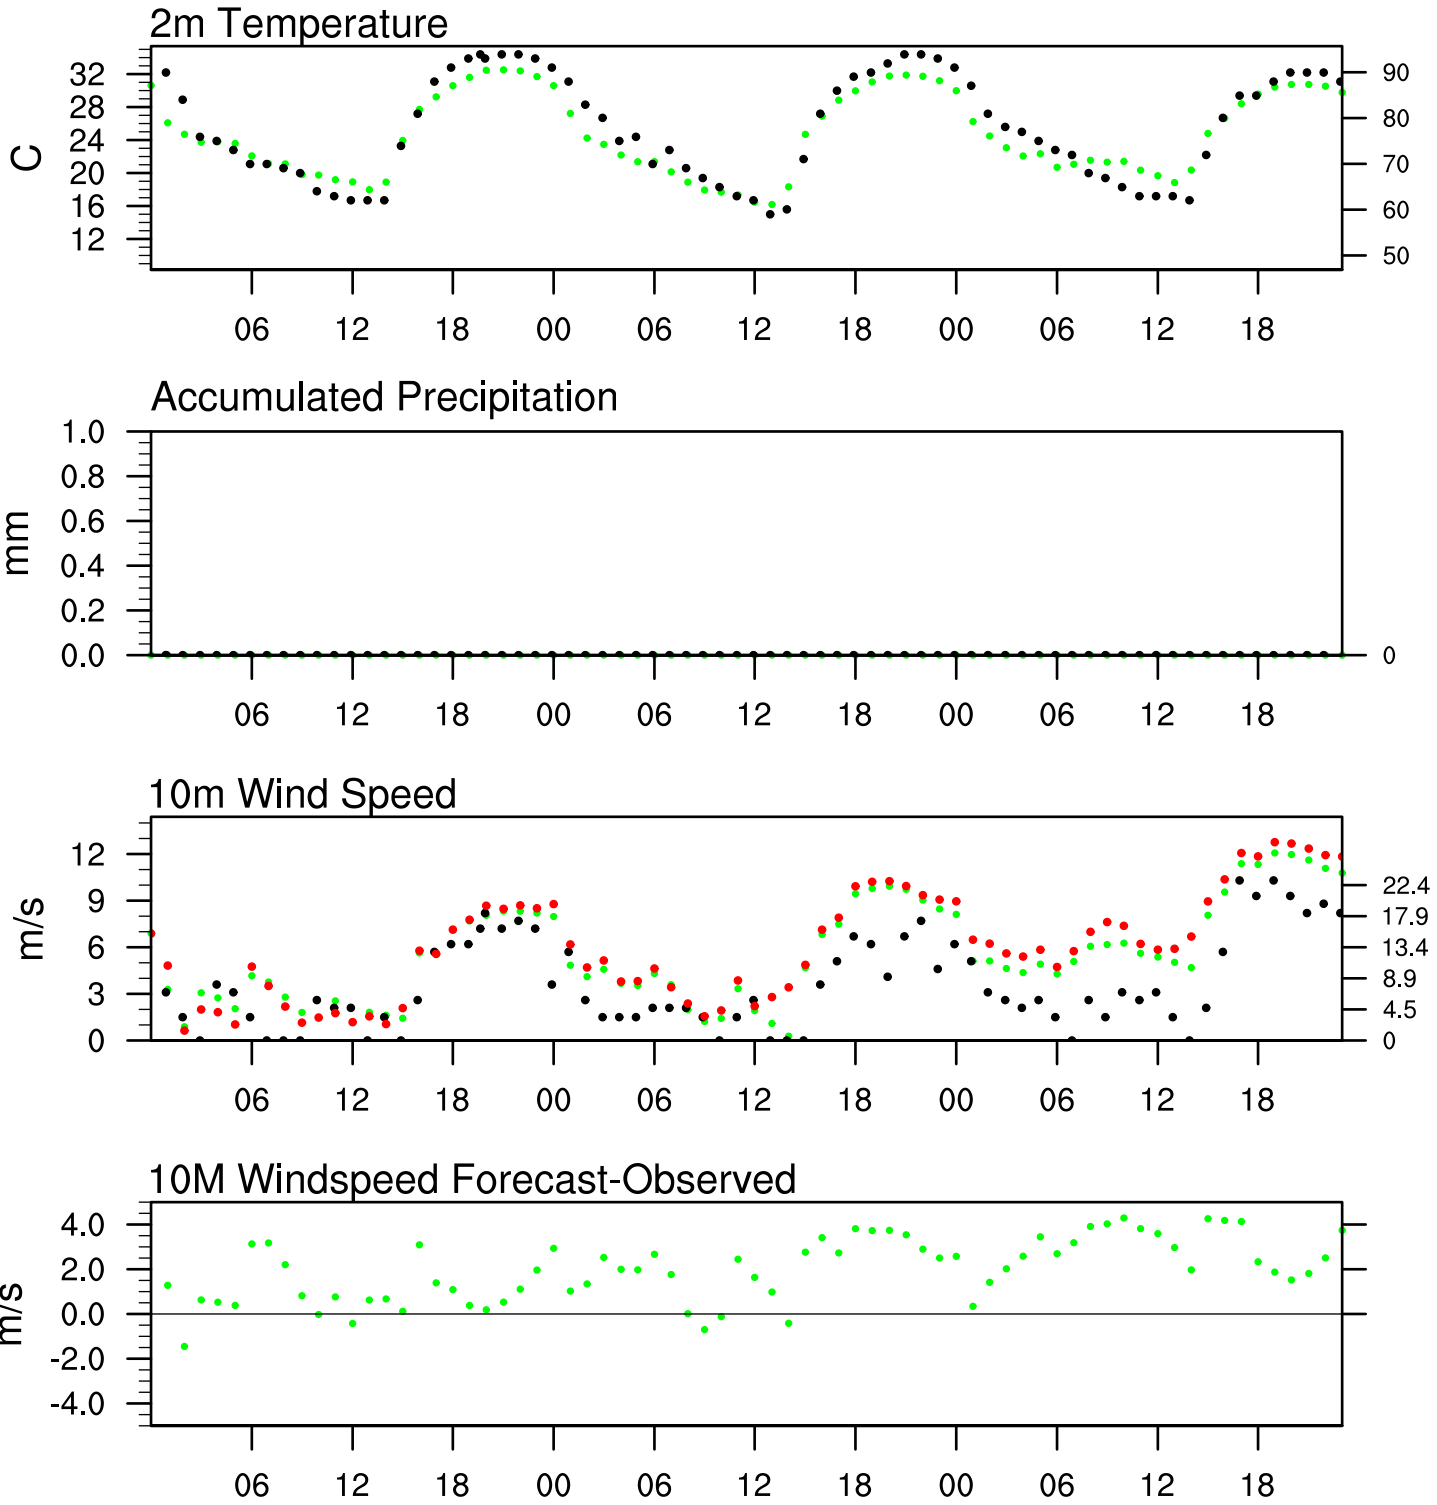 2m Temperature
32
28
24
20
16
12
C
90
80
70
60
50
06 12 18 00 06 12 18 00 06 12 18
Accumulated Precipitation
1.0
0.8
0.6
0.4
0.2
0.0
mm
0
06 12 18 00 06 12 18 00 06 12 18
10m Wind Speed
12
9
6
3
0
m/s
22.4
17.9
13.4
8.9
4.5
0
06 12 18 00 06 12 18 00 06 12 18
10M Windspeed Forecast-Observed
4.0
2.0
0.0
-2.0
-4.0
m/s
06 12 18 00 06 12 18 00 06 12 18